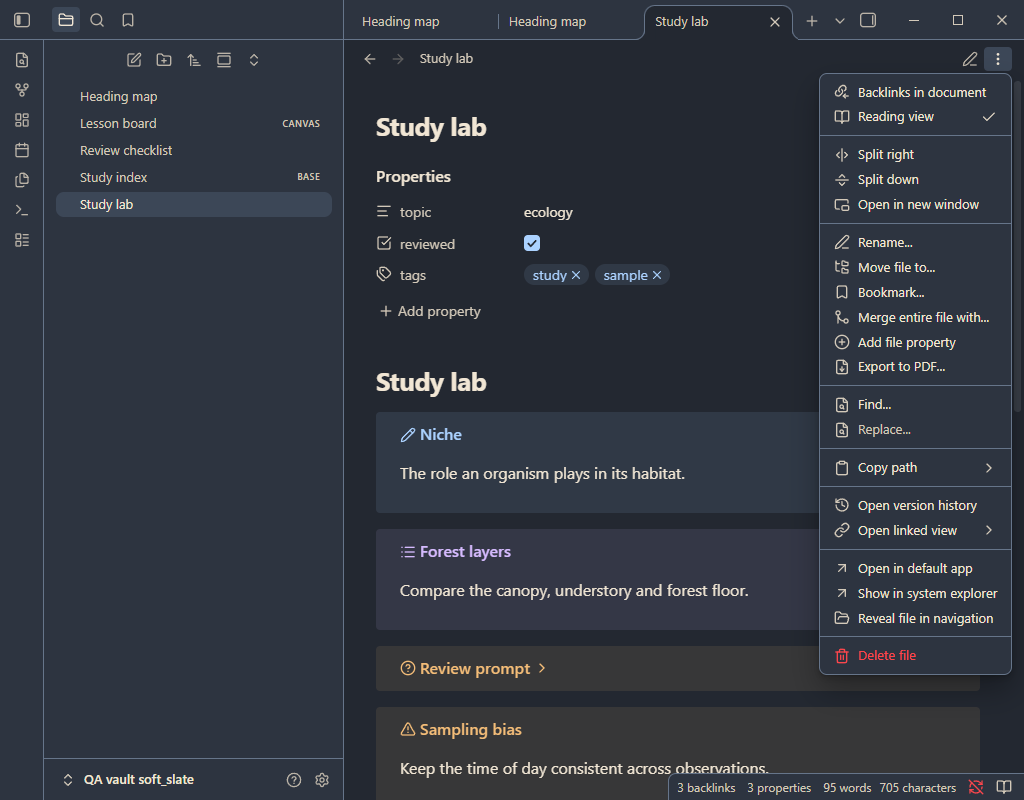 Heading map
Heading map
Study lab
Study lab
Heading map
Lesson board CANVAS
Review checklist
Study index BASE
Study lab
QA vault soft_slate
Study lab
Properties
topic ecology
reviewed
tags study sample
Add property
Study lab
Niche
The role an organism plays in its habitat.
Forest layers
Compare the canopy, understory and forest floor.
Review prompt
Sampling bias
Keep the time of day consistent across observations.
Backlinks in document
Reading view
Split right
Split down
Open in new window
Rename...
Move file to...
Bookmark...
Merge entire file with...
Add file property
Export to PDF...
Find...
Replace...
Copy path
Open version history
Open linked view
Open in default app
Show in system explorer
Reveal file in navigation
Delete file
3 backlinks 3 properties 95 words 705 characters